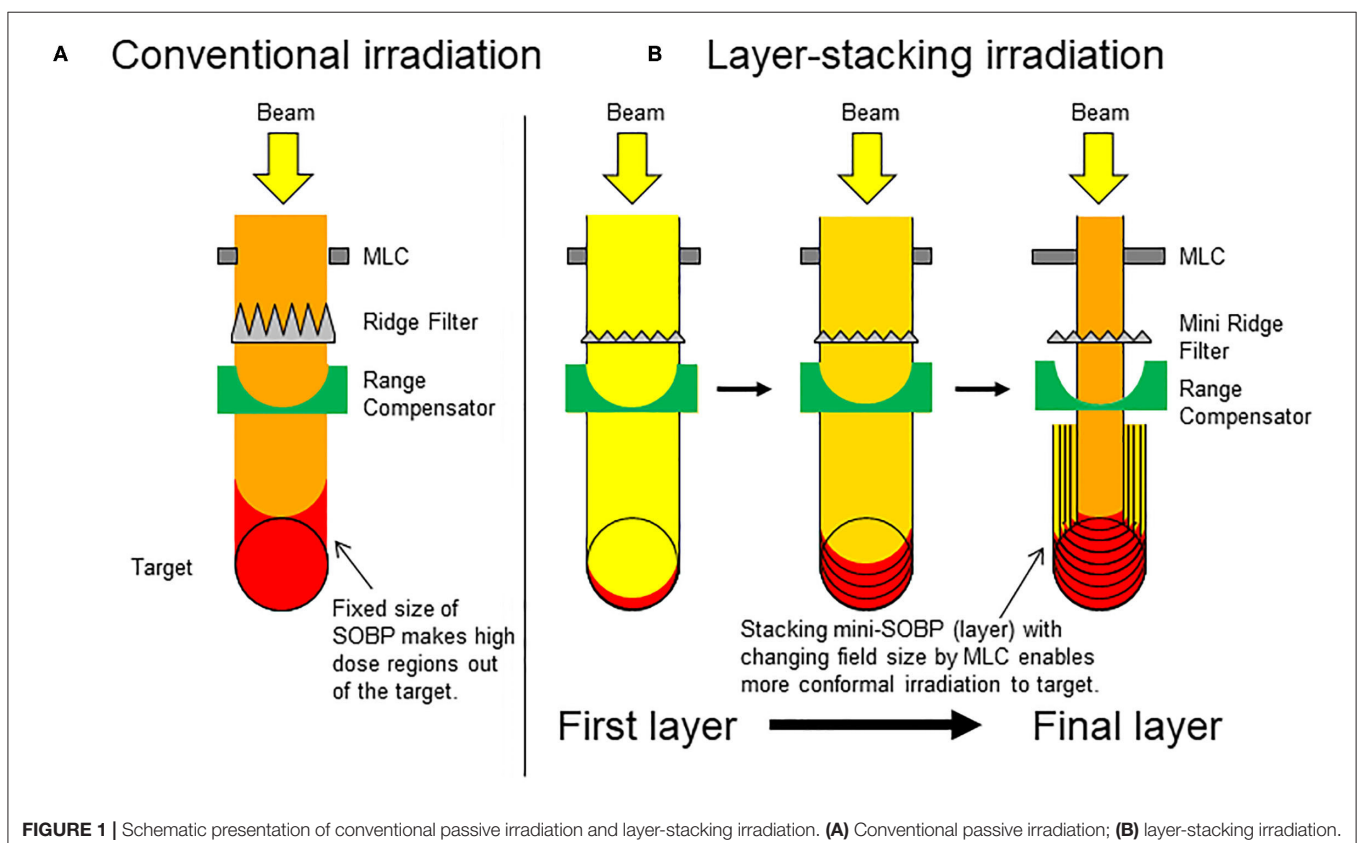 A Conventional irradiation
Beam
MLC
Ridge Filter
Range
Compensator
Target
Fixed size of
SOBP makes high
dose regions out
of the target.
B Layer-stacking irradiation
Beam
Beam
Beam
MLC
Mini Ridge
Filter
Range
Compensator
Stacking mini-SOBP (layer) with
changing field size by MLC enables
more conformal irradiation to target.
First layer
Final layer
FIGURE 1 | Schematic presentation of conventional passive irradiation and layer-stacking irradiation. (A) Conventional passive irradiation; (B) layer-stacking irradiation.